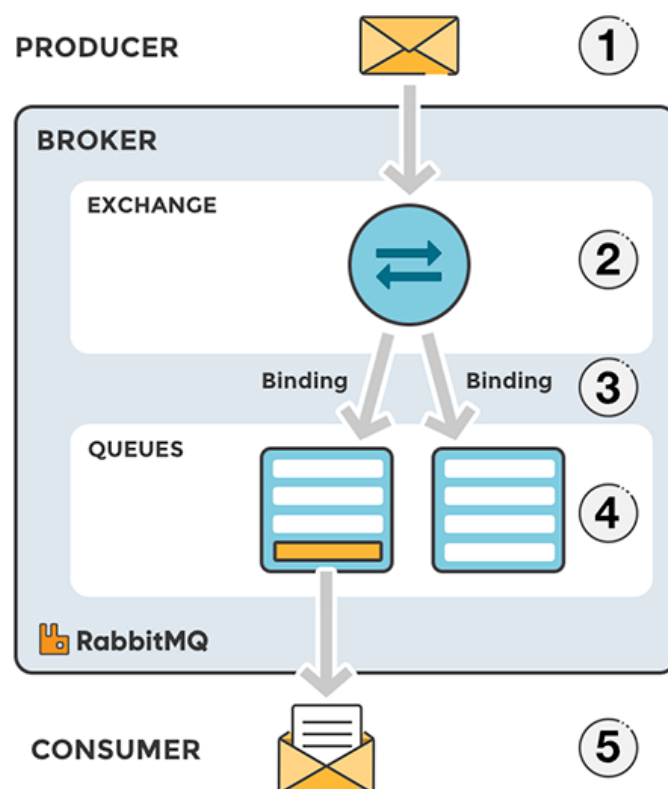 PRODUCER
1
BROKER
EXCHANGE
2
Binding
Binding
3
QUEUES
4
RabbitMQ
CONSUMER
5